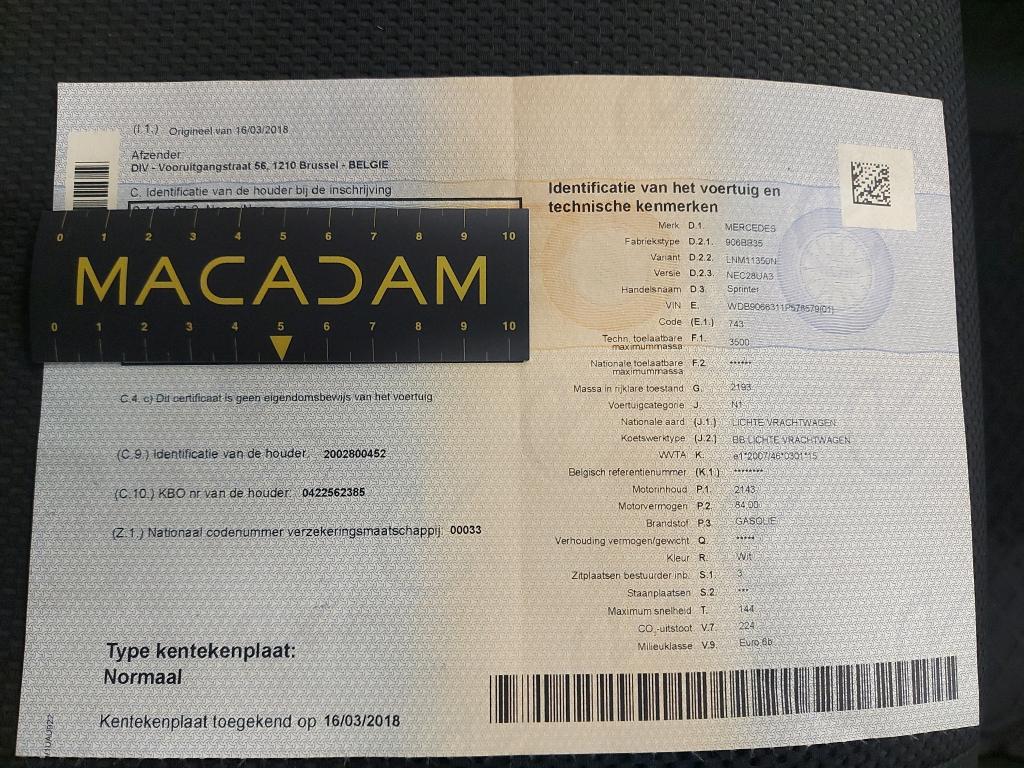 (I.1.) Origineel van 16/03/2018
Afzender:
DIV - Vooruitgangstraat 56, 1210 Brussel - BELGIE
C. Identificatie van de houder bij de inschrijving
0 1 2 3 4 5 6 7 8 9 10
MACADAM
0 1 2 3 4 5 6 7 8 9 10
C.4. c) Dit certificaat is geen eigendomsbewijs van het voertuig
(C.9.) Identificatie van de houder: 2002800452
(C.10.) KBO nr van de houder: 0422562385
(Z.1.) Nationaal codenummer verzekeringsmaatschappij: 00033
Type kentekenplaat:
Normaal
Kentekenplaat toegekend op 16/03/2018
Identificatie van het voertuig en
technische kenmerken
Merk D.1. MERCEDES
Fabriekstype D.2.1. 906BB35
Variant D.2.2. LNM11350N
Versie D.2.3. NEC28UA3
Handelsnaam D.3. Sprinter
VIN E. WDB9066311P578579(01)
Code (E.1.) 743
Techn. toelaatbare F.1. 3500
maximummassa
Nationale toelaatbare F.2. ******
maximummassa
Massa in rijklare toestand G. 2193
Voertuigcategorie J. N1
Nationale aard (J.1.) LICHTE VRACHTWAGEN
Koetswerktype (J.2.) BB LICHTE VRACHTWAGEN
WVTA K. e1*2007/46*0301*15
Belgisch referentienummer (K.1.) ********
Motorinhoud P.1. 2143
Motorvermogen P.2. 84.00
Brandstof P.3. GASOLIE
Verhouding vermogen/gewicht Q. *****
Kleur R. Wit
Zitplaatsen bestuurder inb. S.1. 3
Staanplaatsen S.2. ***
Maximum snelheid T. 144
CO₂-uitstoot V.7. 224
Milieuklasse V.9. Euro 6b